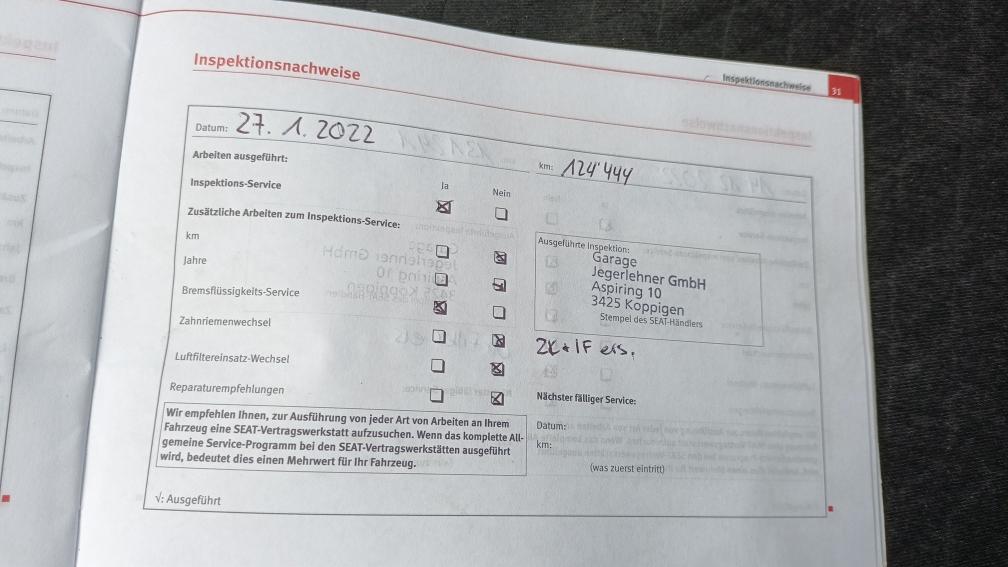 Inspektionsnachweise
31
Inspektionsnachweise
Datum: 27. 1. 2022
km: 124'444
Arbeiten ausgeführt:
Ja Nein
Inspektions-Service
Zusätzliche Arbeiten zum Inspektions-Service:
km
Jahre
Bremsflüssigkeits-Service
Zahnriemenwechsel
Luftfiltereinsatz-Wechsel
Reparaturempfehlungen
Wir empfehlen Ihnen, zur Ausführung von jeder Art von Arbeiten an Ihrem
Fahrzeug eine SEAT-Vertragswerkstatt aufzusuchen. Wenn das komplette All-
gemeine Service-Programm bei den SEAT-Vertragswerkstätten ausgeführt
wird, bedeutet dies einen Mehrwert für Ihr Fahrzeug.
√: Ausgeführt
Ausgeführte Inspektion:
Garage
Jegerlehner GmbH
Aspiring 10
3425 Koppigen
Stempel des SEAT-Händlers
ers.
Nächster fälliger Service:
Datum:
km:
(was zuerst eintritt)